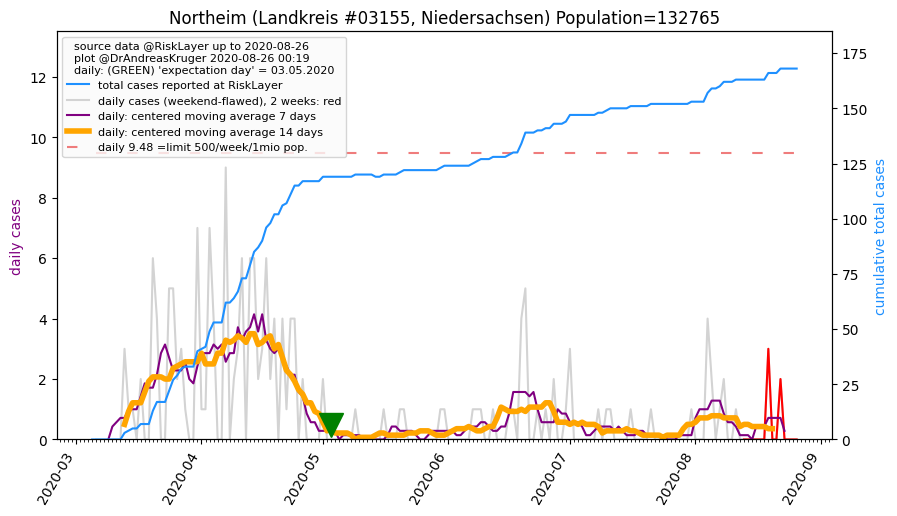 Northeim (Landkreis #03155, Niedersachsen) Population=132765
source data @RiskLayer up to 2020-08-26
plot @DrAndreasKruger 2020-08-26 00:19
daily: (GREEN) 'expectation day' = 03.05.2020
total cases reported at RiskLayer
daily cases (weekend-flawed), 2 weeks: red
daily: centered moving average 7 days
daily: centered moving average 14 days
daily 9.48 =limit 500/week/1mio pop.
daily cases
12
10
8
6
4
2
0
175
150
125
100
75
50
25
0
cumulative total cases
2020-03
2020-04
2020-05
2020-06
2020-07
2020-08
2020-09